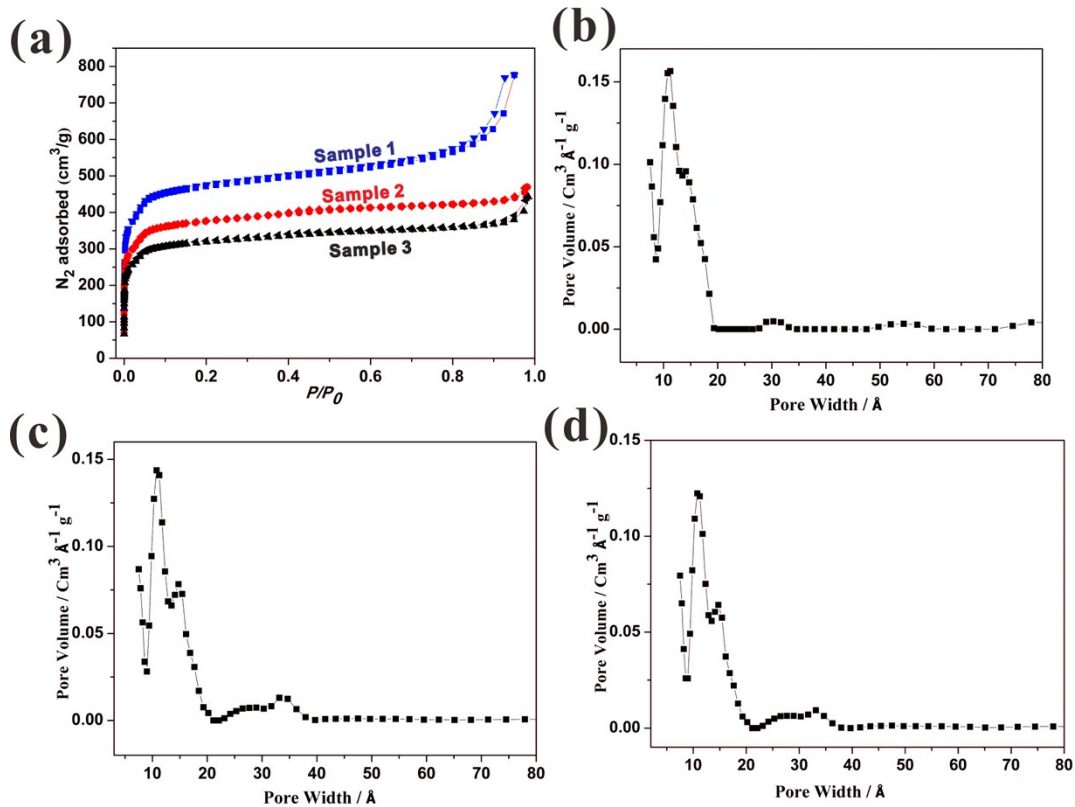 (a)
800
700
600
500
400
300
200
100
0
N2 adsorbed (cm3/g)
Sample 1
Sample 2
Sample 3
0.0 0.2 0.4 0.6 0.8 1.0
P/P0
(b)
0.15
0.10
0.05
0.00
Pore Volume / Cm3 Å-1 g-1
10 20 30 40 50 60 70 80
Pore Width / Å
(c)
0.15
0.10
0.05
0.00
Pore Volume / Cm3 Å-1 g-1
10 20 30 40 50 60 70 80
Pore Width / Å
(d)
0.15
0.10
0.05
0.00
Pore Volume / Cm3 Å-1 g-1
10 20 30 40 50 60 70 80
Pore Width / Å